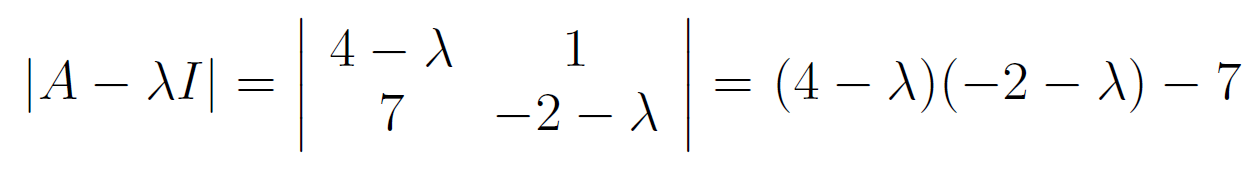 |A − λI| = | 4 − λ 1 | = (4 − λ)(−2 − λ) − 7
| 7 −2 − λ |